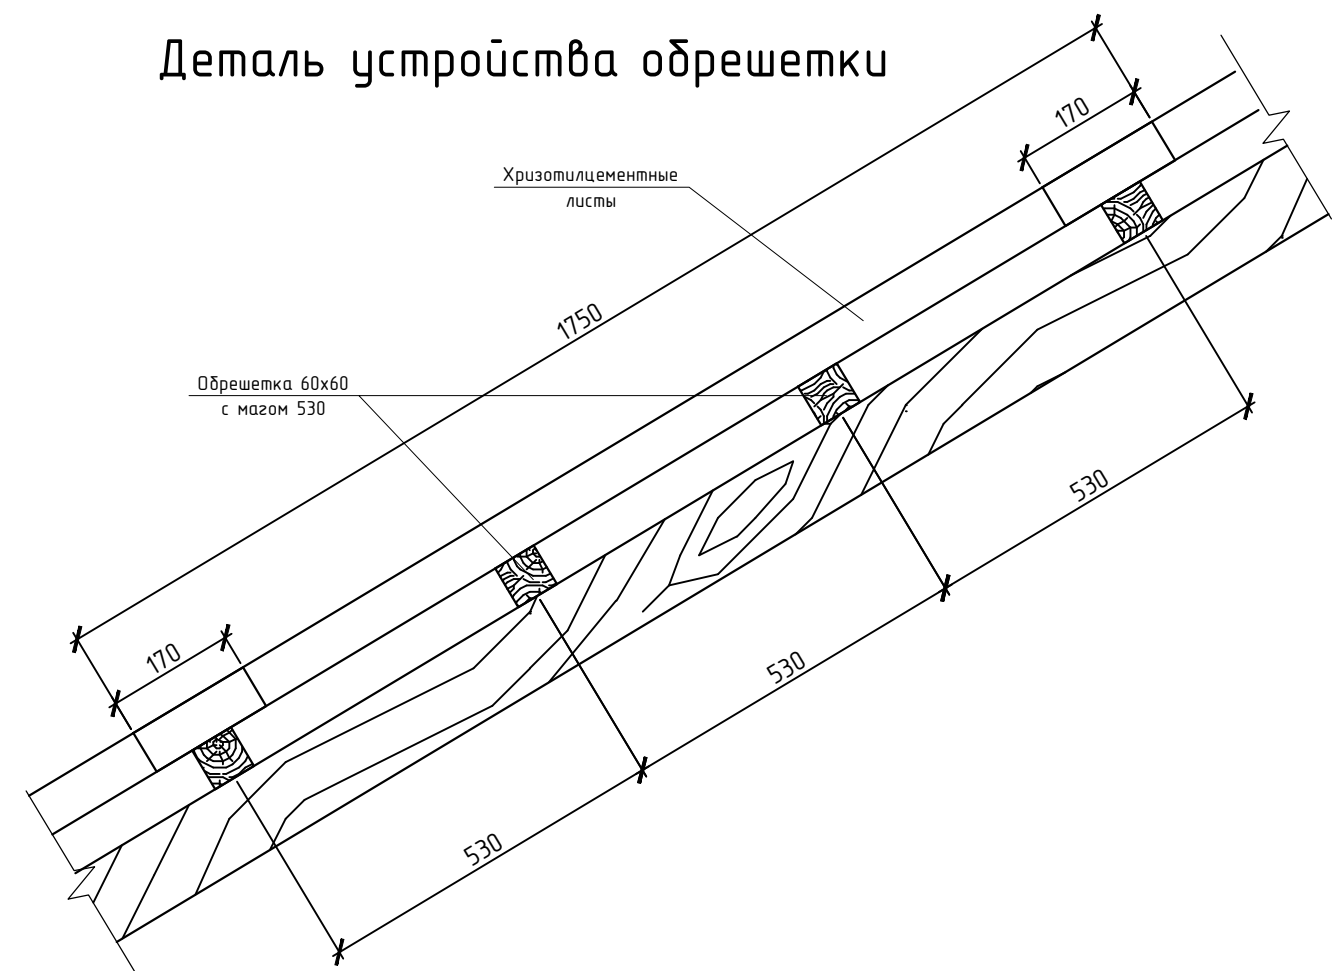 Деталь устройства обрешетки
170
Хризотилцементные
листы
1750
Обрешетка 60х60
с магом 530
530
170
530
530